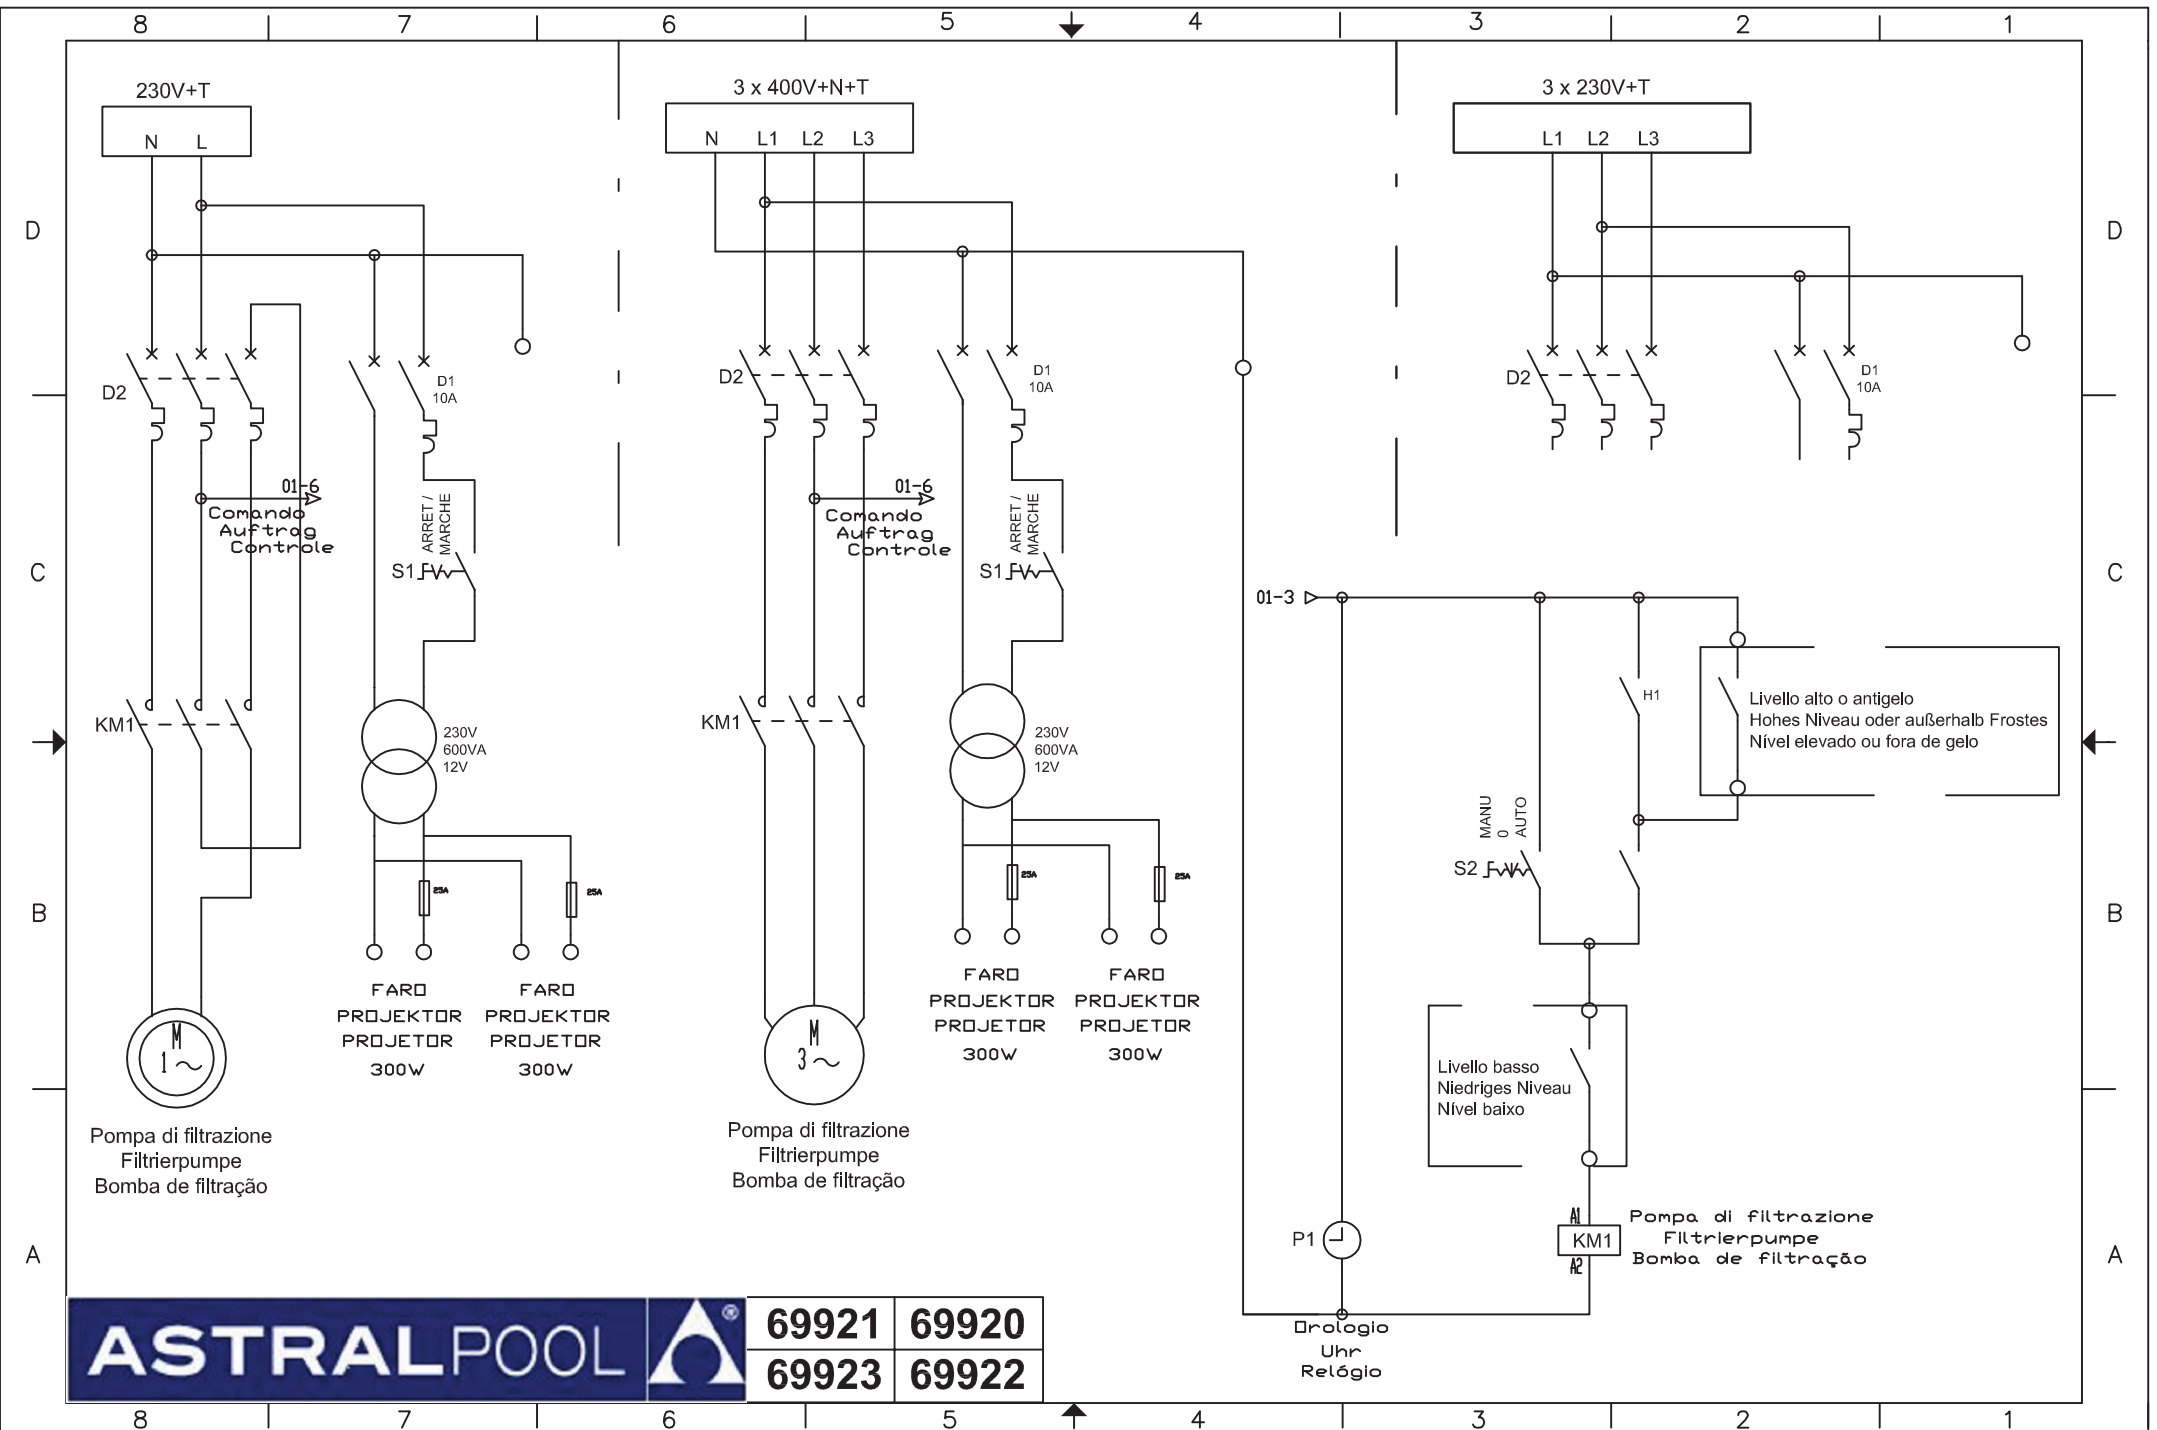 8 7 6 5 4 3 2 1
230V+T
N L
3 x 400V+N+T
N L1 L2 L3
3 x 230V+T
L1 L2 L3
D
D
D2
D1
10A
D2
D1
10A
D2
D1
10A
01-6
Comando
Auftrag
Controle
ARRET /
MARCHE
S1
01-6
Comando
Auftrag
Controle
ARRET /
MARCHE
S1
C
C
01-3
H1
Livello alto o antigelo
Hohes Niveau oder außerhalb Frostes
Nível elevado ou fora de gelo
KM1
230V
600VA
12V
KM1
230V
600VA
12V
MANU
0
AUTO
S2
25A
25A
25A
25A
B
B
FARO
PROJEKTOR
PROJETOR
300W
FARO
PROJEKTOR
PROJETOR
300W
FARO
PROJEKTOR
PROJETOR
300W
FARO
PROJEKTOR
PROJETOR
300W
M
1
M
3
Livello basso
Niedriges Niveau
Nível baixo
Pompa di filtrazione
Filtrierpumpe
Bomba de filtração
Pompa di filtrazione
Filtrierpumpe
Bomba de filtração
A
A
P1
A1
KM1
A2
Pompa di filtrazione
Filtrierpumpe
Bomba de filtração
Orologio
Uhr
Relógio
ASTRALPOOL ®
69921 69920
69923 69922
8 7 6 5 4 3 2 1